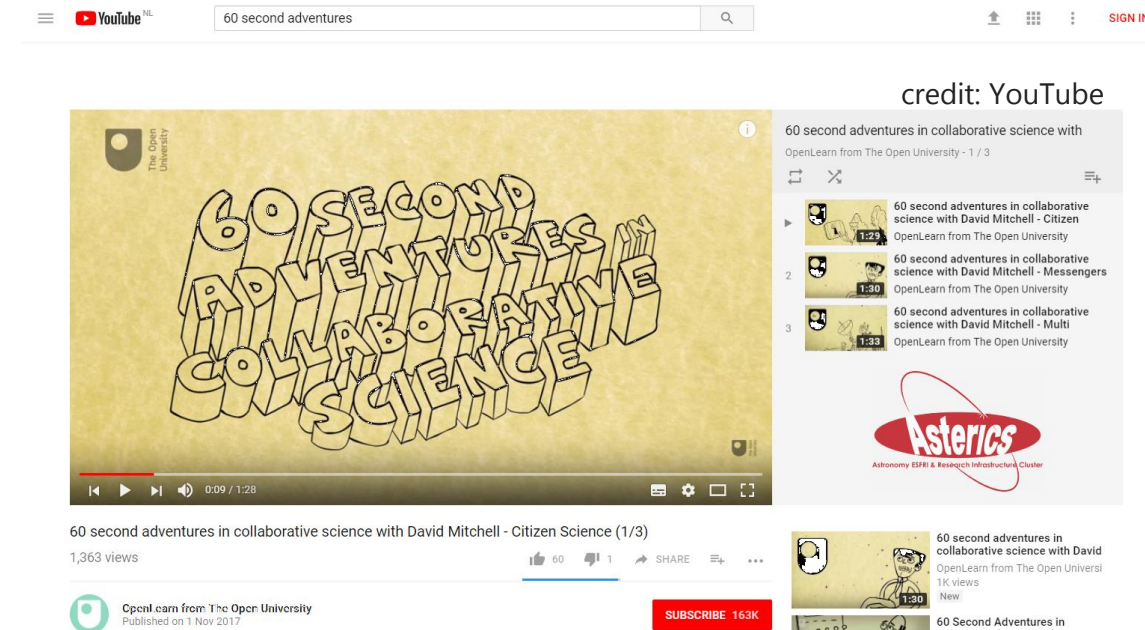 YouTube NL
60 second adventures
SIGN IN
credit: YouTube
The Open
University
60 SECOND
ADVENTURES IN
COLLABORATIVE
SCIENCE
0:09 / 1:28
60 second adventures in collaborative science with
OpenLearn from The Open University - 1 / 3
1:29
60 second adventures in collaborative
science with David Mitchell - Citizen
OpenLearn from The Open University
2
1:30
60 second adventures in collaborative
science with David Mitchell - Messengers
OpenLearn from The Open University
3
1:33
60 second adventures in collaborative
science with David Mitchell - Multi
OpenLearn from The Open University
Asterics
Astronomy ESFRI & Research Infrastructure Cluster
60 second adventures in collaborative science with David Mitchell - Citizen Science (1/3)
1,363 views
60
1
SHARE
OpenLearn from The Open University
Published on 1 Nov 2017
SUBSCRIBE 163K
1:30
60 second adventures in
collaborative science with David
OpenLearn from The Open Universi
1K views
New
60 Second Adventures in